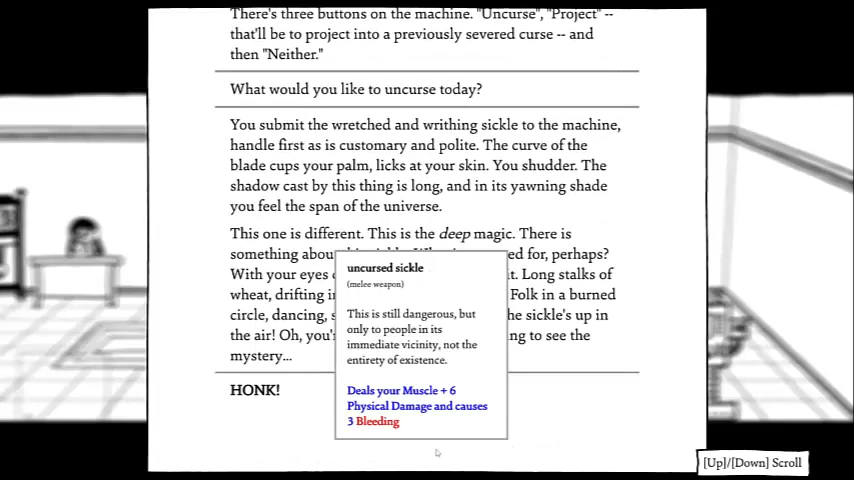 There's three buttons on the machine. "Uncurse", "Project" --
that'll be to project into a previously severed curse -- and
then "Neither."
What would you like to uncurse today?
You submit the wretched and writhing sickle to the machine,
handle first as is customary and polite. The curve of the
blade cups your palm, licks at your skin. You shudder. The
shadow cast by this thing is long, and in its yawning shade
you feel the span of the universe.
This one is different. This is the deep magic. There is
something abou ed for, perhaps?
With your eyes t. Long stalks of
wheat, drifting i Folk in a burned
circle, dancing, he sickle's up in
the air! Oh, you' ng to see the
mystery...
HONK!
uncursed sickle
(melee weapon)
This is still dangerous, but
only to people in its
immediate vicinity, not the
entirety of existence.
Deals your Muscle + 6
Physical Damage and causes
3 Bleeding
[Up]/[Down] Scroll